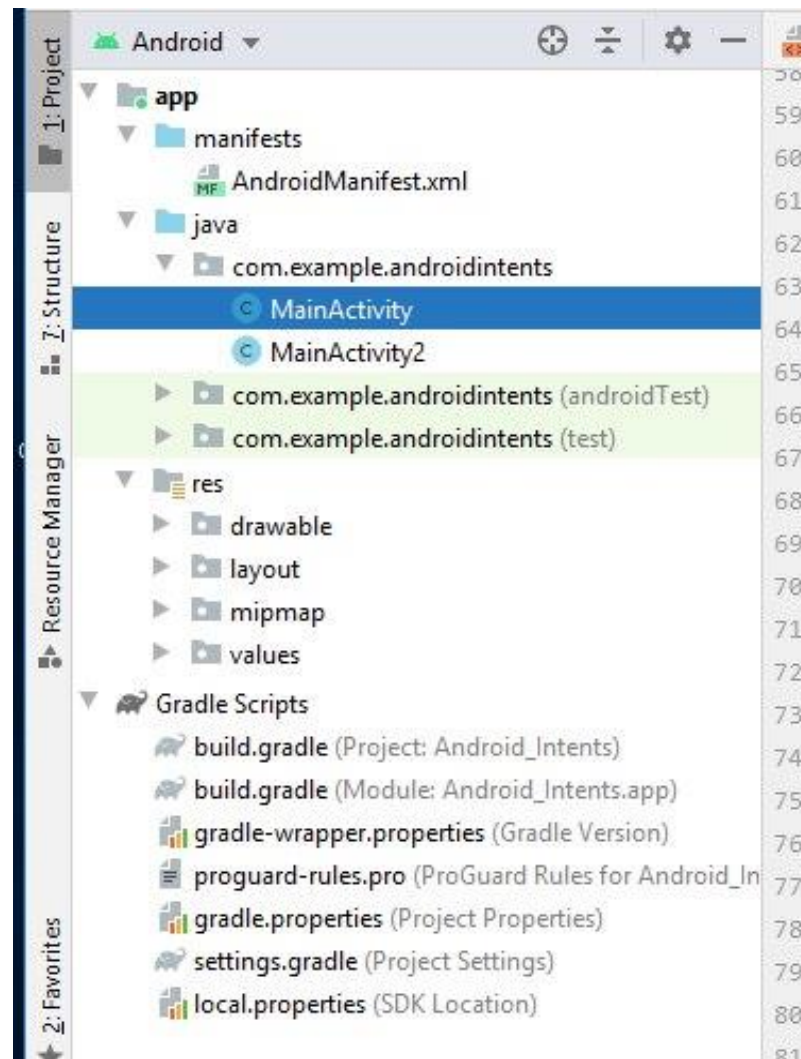 1: Project
7: Structure
Resource Manager
2: Favorites
Android
app
manifests
MF AndroidManifest.xml
java
com.example.androidintents
C MainActivity
C MainActivity2
com.example.androidintents (androidTest)
com.example.androidintents (test)
res
drawable
layout
mipmap
values
Gradle Scripts
build.gradle (Project: Android_Intents)
build.gradle (Module: Android_Intents.app)
gradle-wrapper.properties (Gradle Version)
proguard-rules.pro (ProGuard Rules for Android_In
gradle.properties (Project Properties)
settings.gradle (Project Settings)
local.properties (SDK Location)
58
59
60
61
62
63
64
65
66
67
68
69
70
71
72
73
74
75
76
77
78
79
80
81